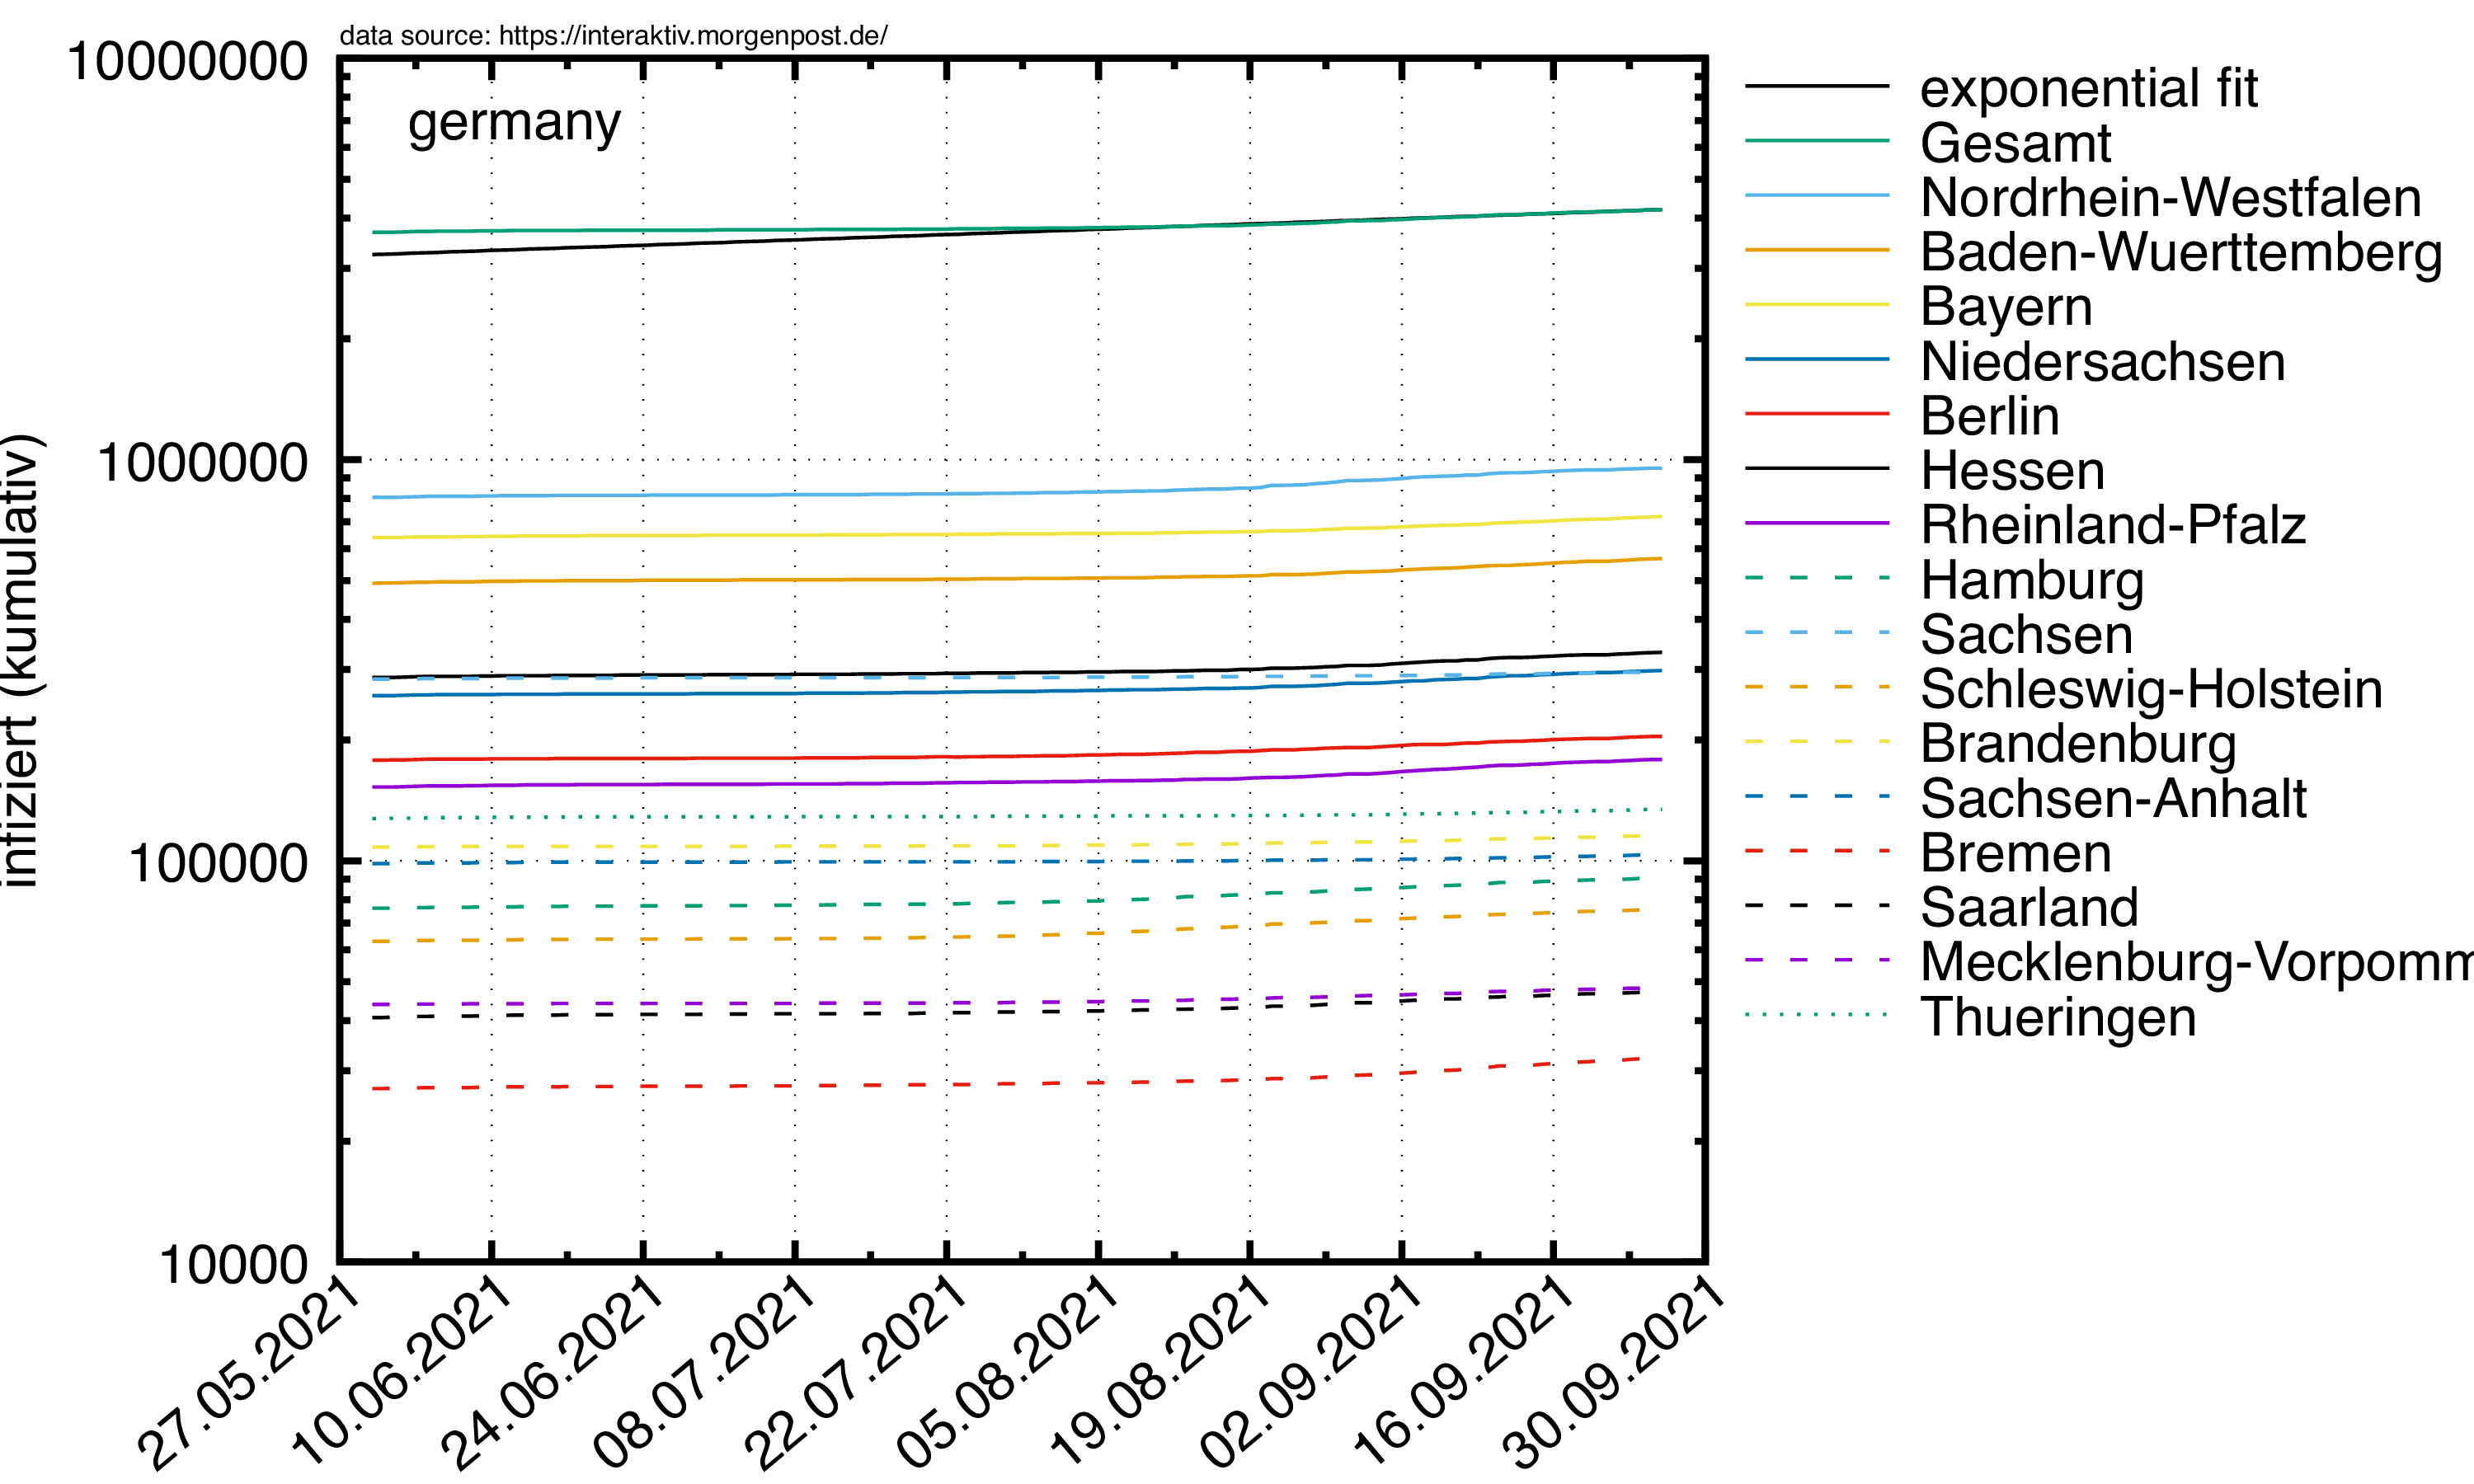 data source: https://interaktiv.morgenpost.de/
germany
infiziert (kumulativ)
10000000
1000000
100000
10000
27.05.2021
10.06.2021
24.06.2021
08.07.2021
22.07.2021
05.08.2021
19.08.2021
02.09.2021
16.09.2021
30.09.2021
exponential fit
Gesamt
Nordrhein-Westfalen
Baden-Wuerttemberg
Bayern
Niedersachsen
Berlin
Hessen
Rheinland-Pfalz
Hamburg
Sachsen
Schleswig-Holstein
Brandenburg
Sachsen-Anhalt
Bremen
Saarland
Mecklenburg-Vorpomm
Thueringen